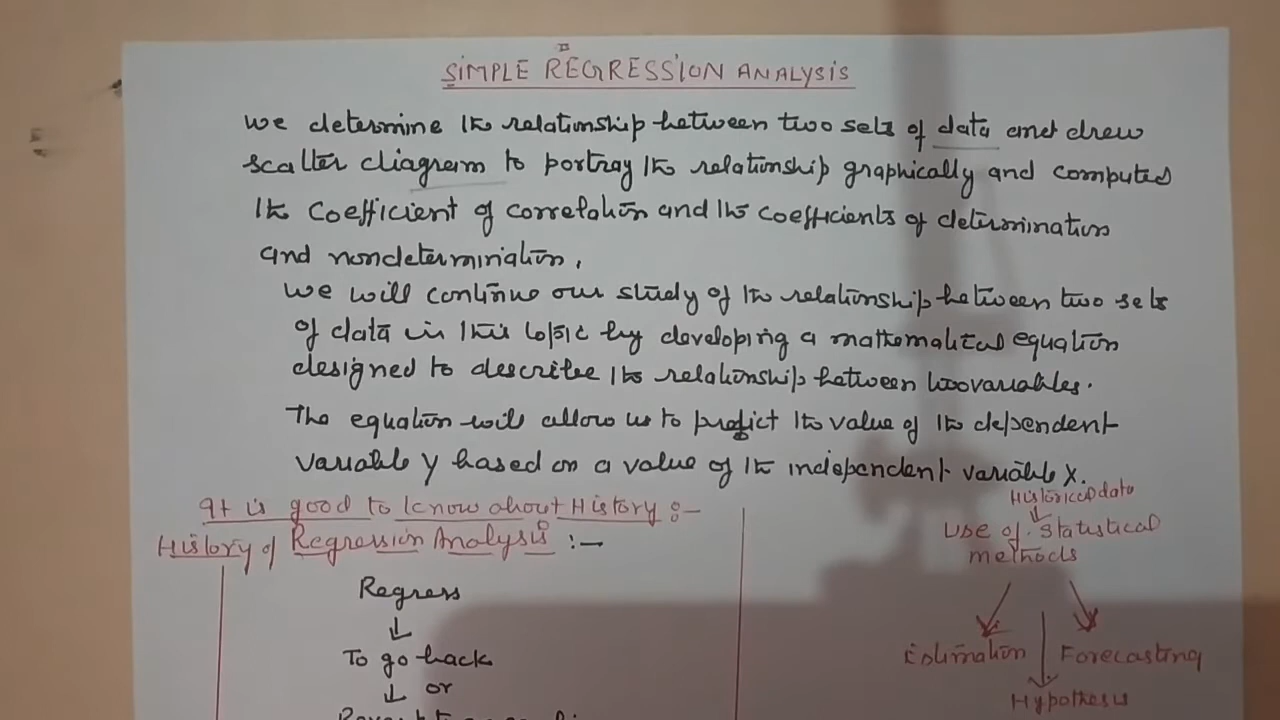 SIMPLE REGRESSION ANALYSIS
We determine the relationship between two sets of data and drew
scatter diagram to portray the relationship graphically and computed
the coefficient of correlation and the coefficients of determination
and nondetermination.
We will continue our study of the relationship between two sets
of data in this topic by developing a mathematical equation
designed to describe the relationship between two variables.
The equation will allow us to predict the value of the dependent
variable Y based on a value of the independent variable X.
It is good to know about History :-
History of Regression Analysis :-
Regress
↓
To go back
↓ or
Historical data
↓
Use of statistical
methods
Estimation
Forecasting
Hypothesis